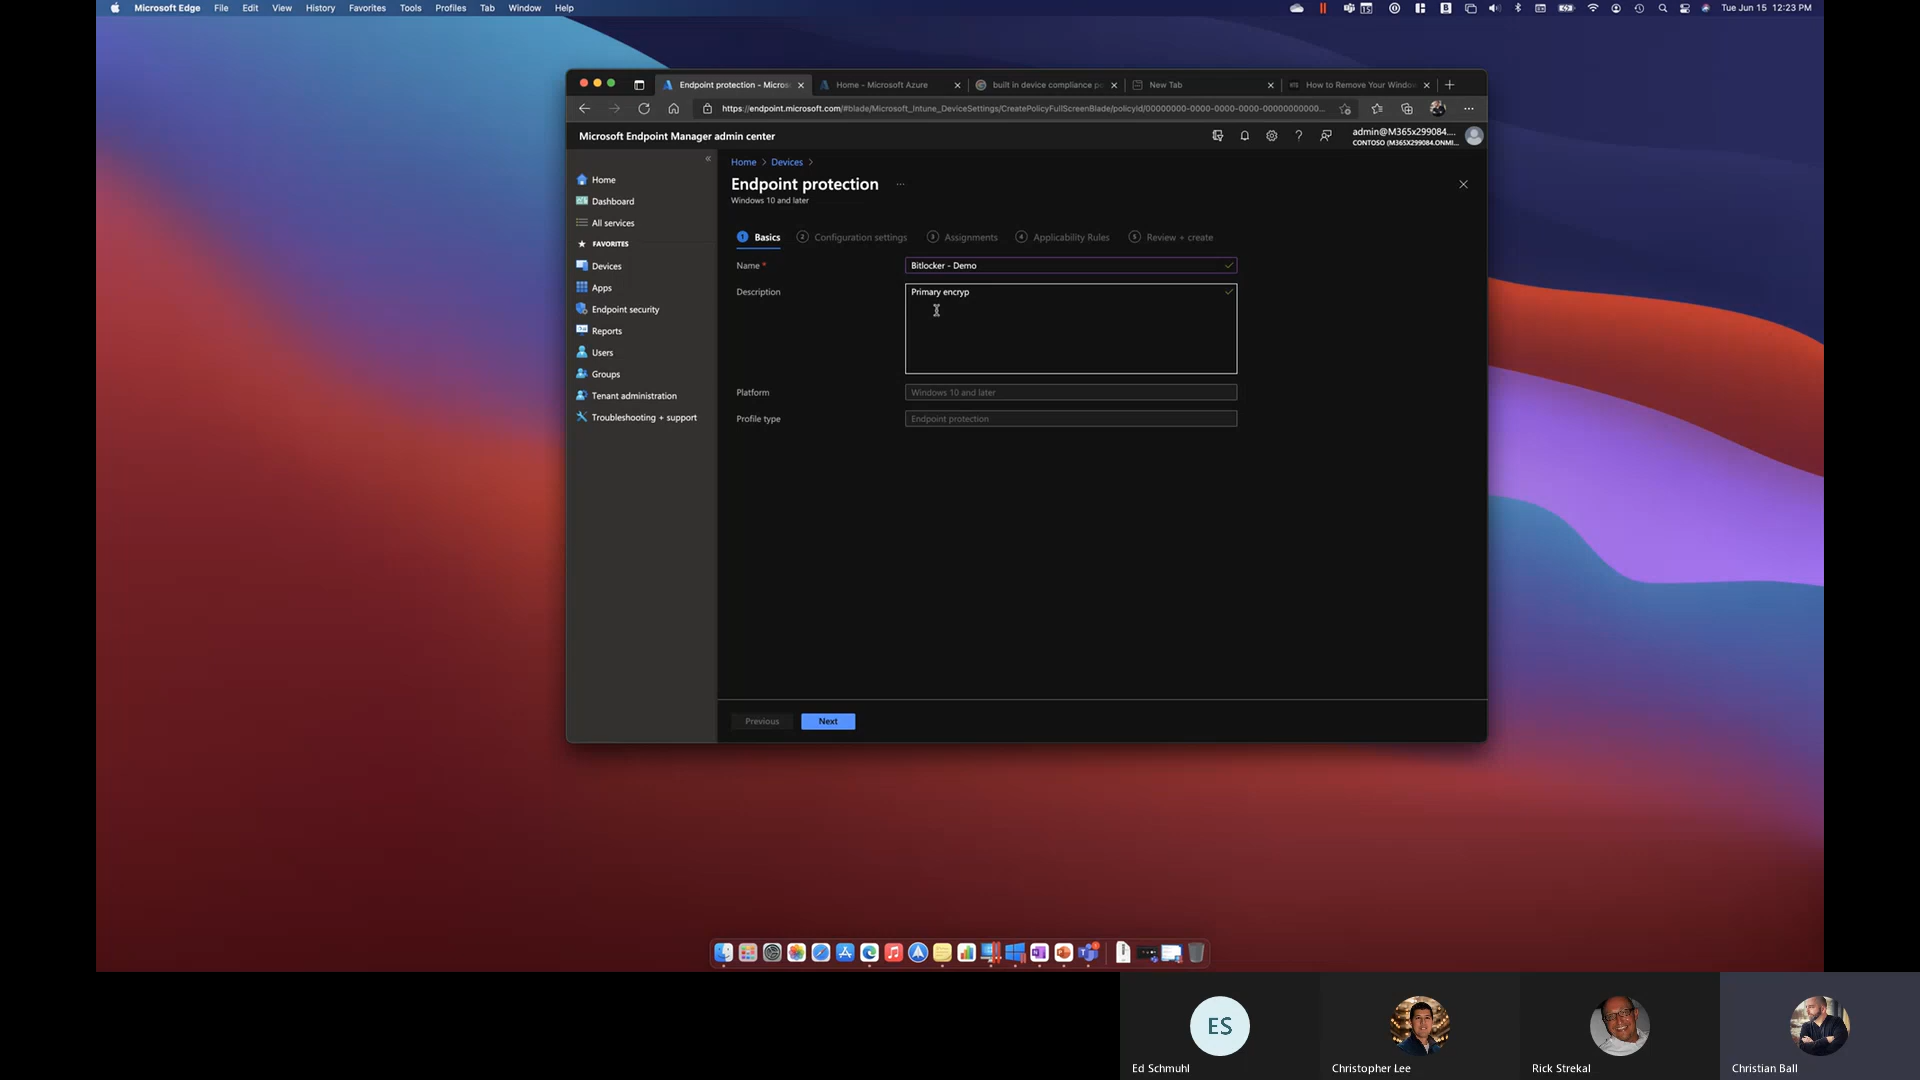 Microsoft Edge File Edit View History Favorites Tools Profiles Tab Window Help
Tue Jun 15 12:23 PM
Endpoint protection - Micros
Home - Microsoft Azure
built in device compliance po
New Tab
How to Remove Your Window
https://endpoint.microsoft.com/#blade/Microsoft_Intune_DeviceSettings/CreatePolicyFullScreenBlade/policyId/00000000-0000-0000-0000-00000000000...
Microsoft Endpoint Manager admin center
admin@M365x299084....
CONTOSO (M365X299084.ONMI...
Home
Dashboard
All services
FAVORITES
Devices
Apps
Endpoint security
Reports
Users
Groups
Tenant administration
Troubleshooting + support
Home > Devices >
Endpoint protection ...
Windows 10 and later
1 Basics
2 Configuration settings
3 Assignments
4 Applicability Rules
5 Review + create
Name *
Bitlocker - Demo
Description
Primary encryp
Platform
Windows 10 and later
Profile type
Endpoint protection
Previous
Next
ES
Ed Schmuhl
Christopher Lee
Rick Strekal
Christian Ball